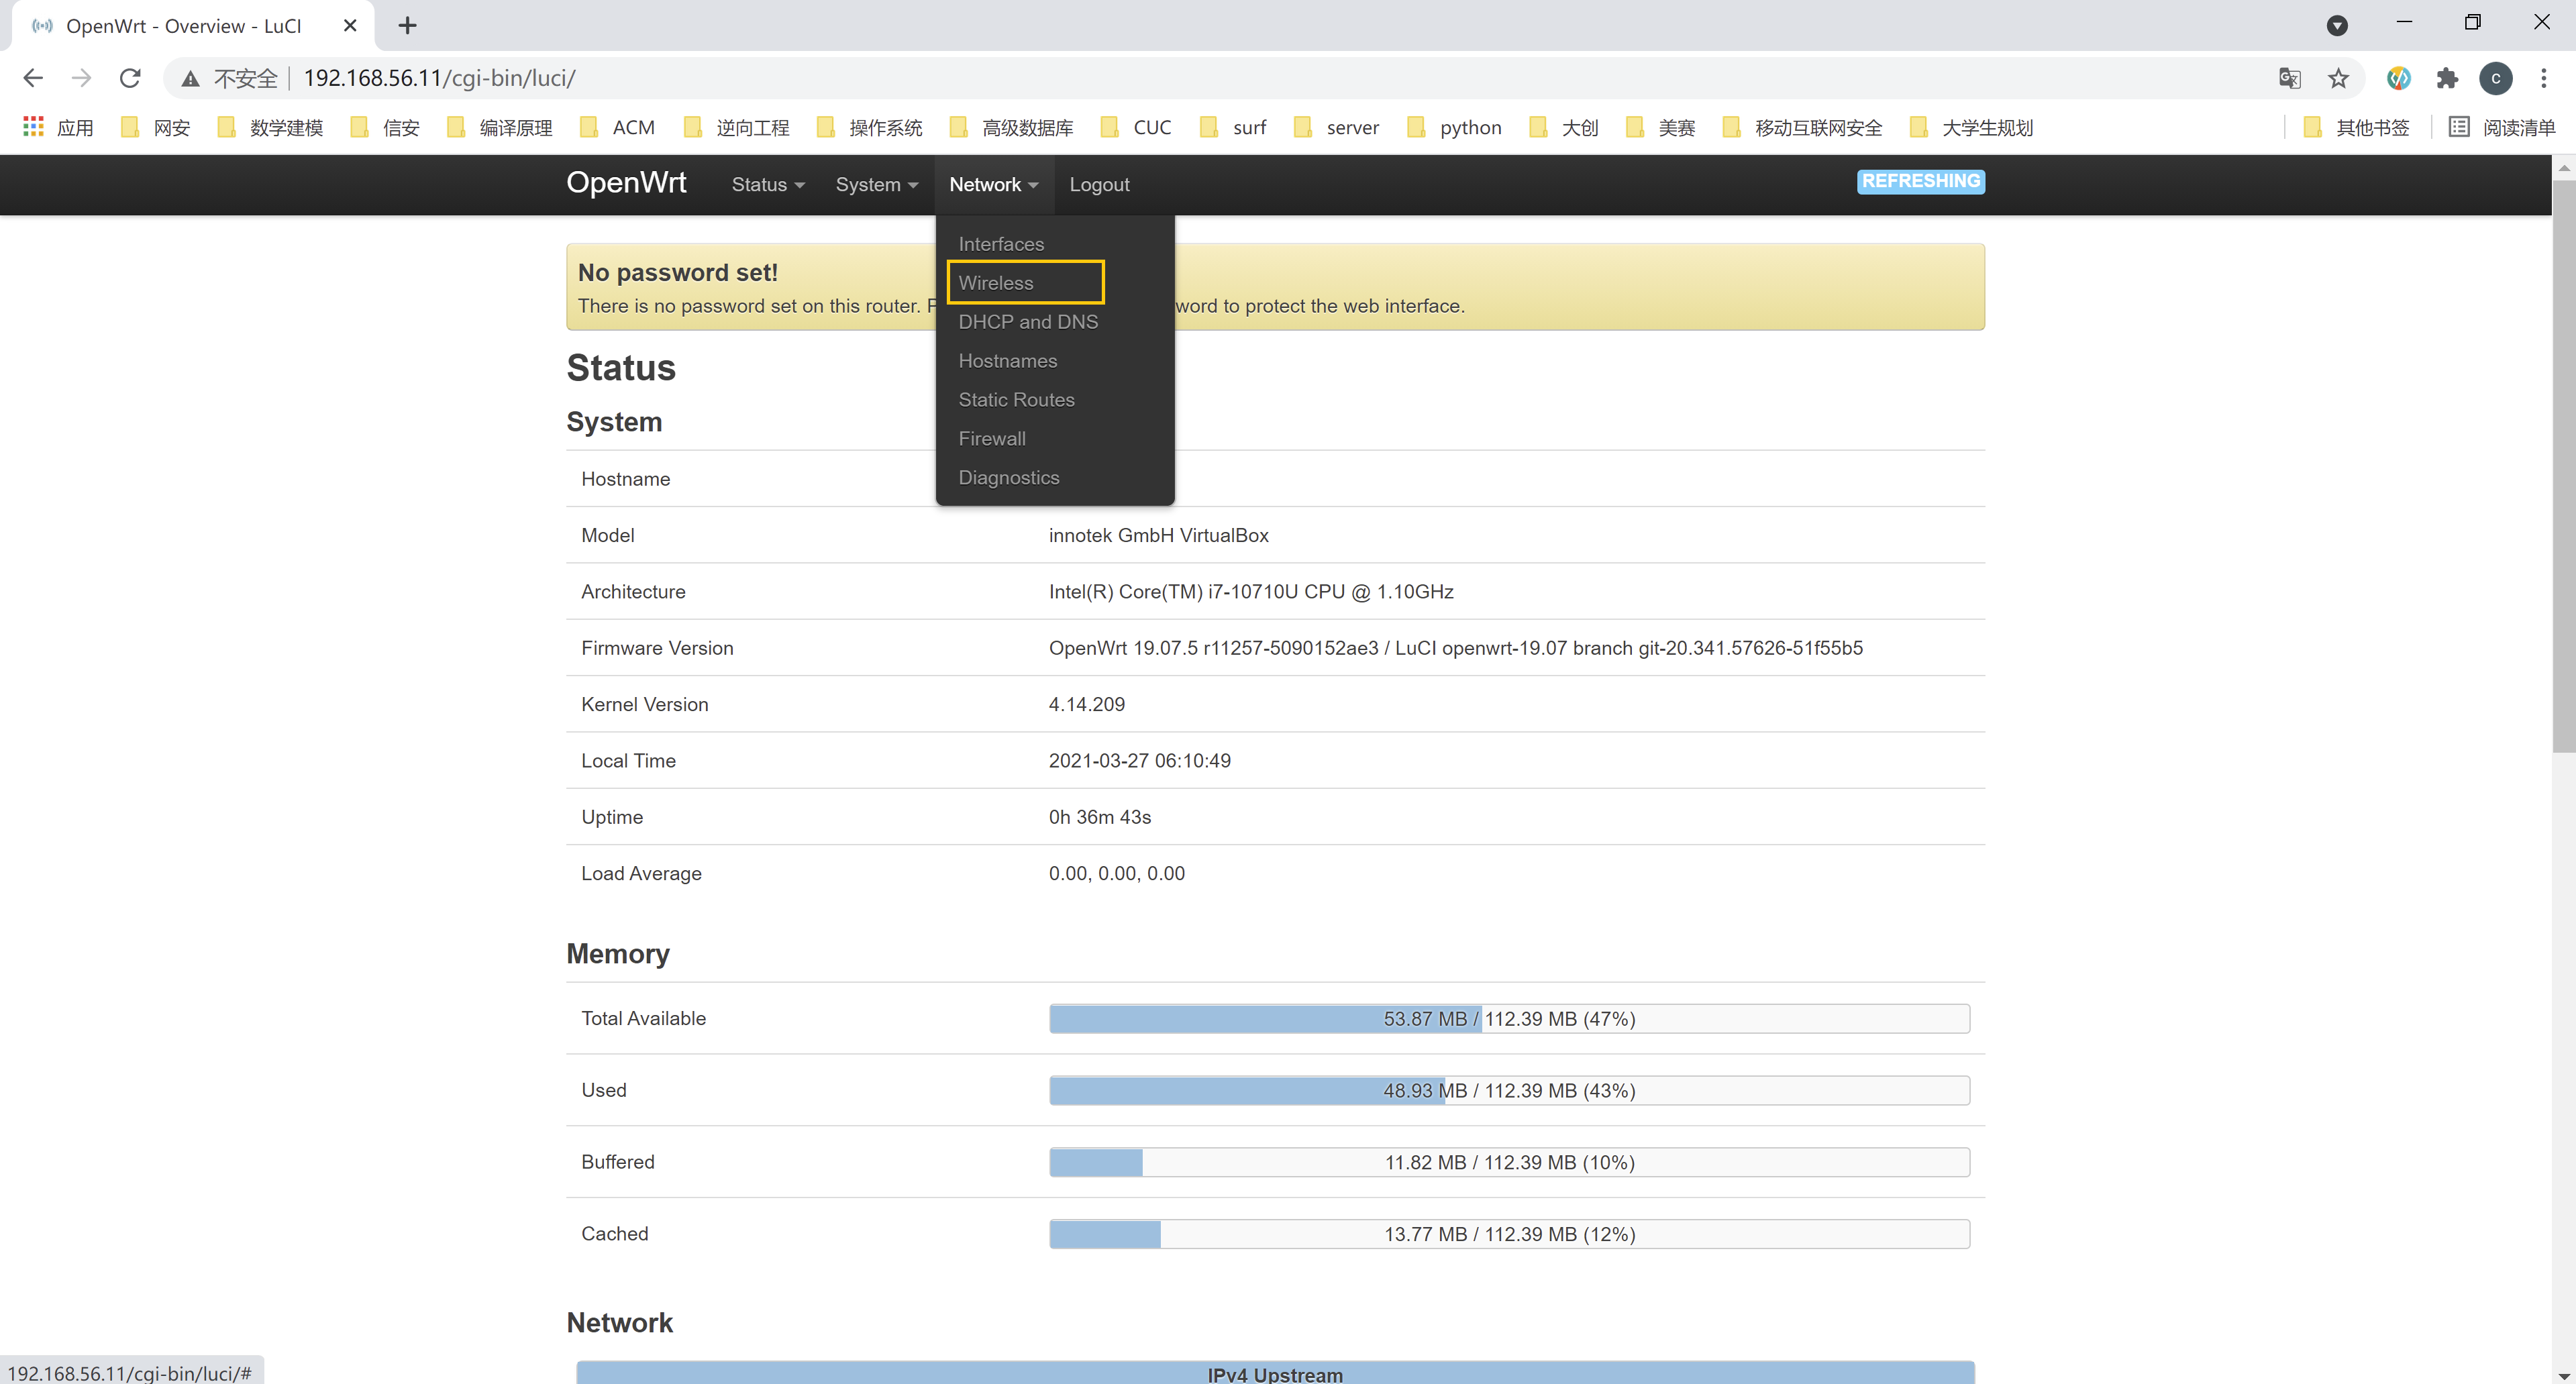 OpenWrt - Overview - LuCI
不安全 192.168.56.11/cgi-bin/luci/
C
应用 网安 数学建模 信安 编译原理 ACM 逆向工程 操作系统 高级数据库 CUC surf server python 大创 美赛 移动互联网安全 大学生规划 其他书签 阅读清单
OpenWrt Status System Network Logout REFRESHING
Interfaces
Wireless
DHCP and DNS
Hostnames
Static Routes
Firewall
Diagnostics
No password set!
There is no password set on this router. word to protect the web interface.
Status
System
Hostname
Model innotek GmbH VirtualBox
Architecture Intel(R) Core(TM) i7-10710U CPU @ 1.10GHz
Firmware Version OpenWrt 19.07.5 r11257-5090152ae3 / LuCI openwrt-19.07 branch git-20.341.57626-51f55b5
Kernel Version 4.14.209
Local Time 2021-03-27 06:10:49
Uptime 0h 36m 43s
Load Average 0.00, 0.00, 0.00
Memory
Total Available 53.87 MB / 112.39 MB (47%)
Used 48.93 MB / 112.39 MB (43%)
Buffered 11.82 MB / 112.39 MB (10%)
Cached 13.77 MB / 112.39 MB (12%)
Network
IPv4 Upstream
192.168.56.11/cgi-bin/luci/#